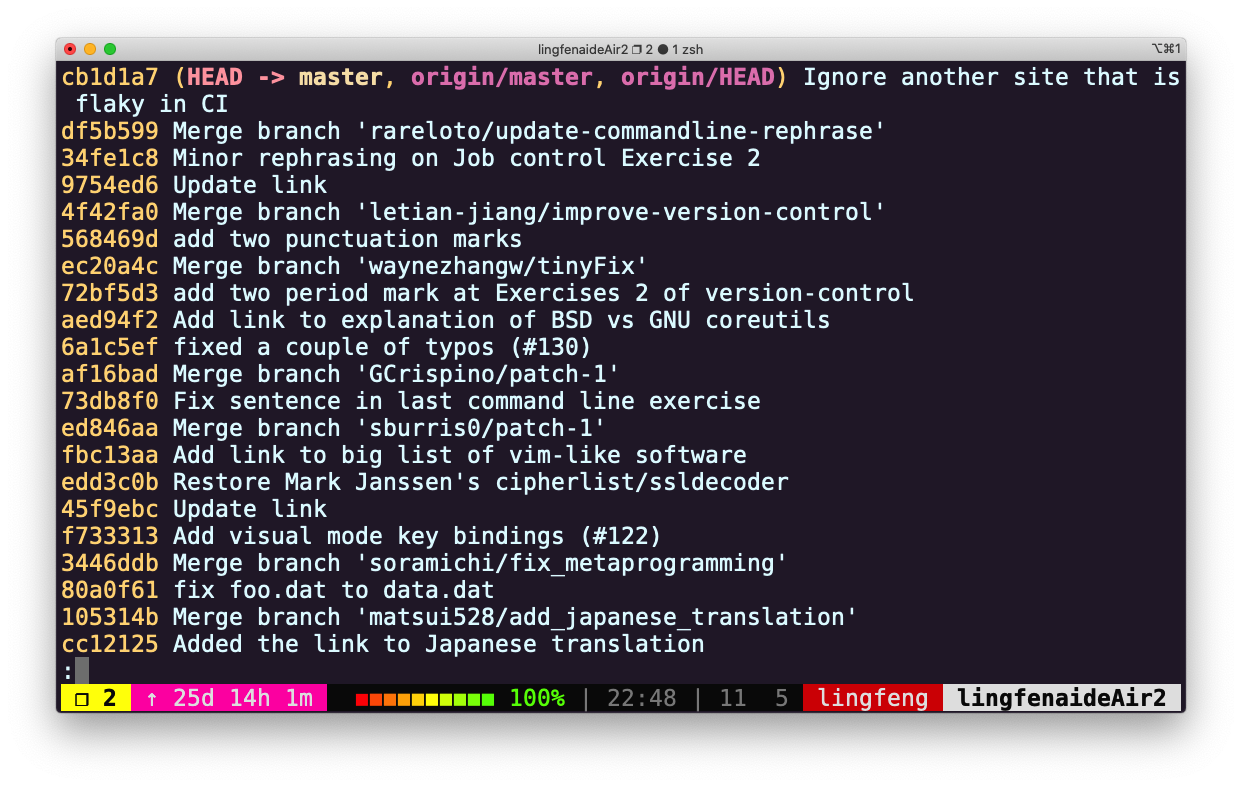 lingfenaideAir2 ❐ 2 ● 1 zsh ⌥⌘1
cb1d1a7 (HEAD -> master, origin/master, origin/HEAD) Ignore another site that is
flaky in CI
df5b599 Merge branch 'rareloto/update-commandline-rephrase'
34fe1c8 Minor rephrasing on Job control Exercise 2
9754ed6 Update link
4f42fa0 Merge branch 'letian-jiang/improve-version-control'
568469d add two punctuation marks
ec20a4c Merge branch 'waynezhangw/tinyFix'
72bf5d3 add two period mark at Exercises 2 of version-control
aed94f2 Add link to explanation of BSD vs GNU coreutils
6a1c5ef fixed a couple of typos (#130)
af16bad Merge branch 'GCrispino/patch-1'
73db8f0 Fix sentence in last command line exercise
ed846aa Merge branch 'sburris0/patch-1'
fbc13aa Add link to big list of vim-like software
edd3c0b Restore Mark Janssen's cipherlist/ssldecoder
45f9ebc Update link
f733313 Add visual mode key bindings (#122)
3446ddb Merge branch 'soramichi/fix_metaprogramming'
80a0f61 fix foo.dat to data.dat
105314b Merge branch 'matsui528/add_japanese_translation'
cc12125 Added the link to Japanese translation
:
❐ 2 ↑ 25d 14h 1m 100% | 22:48 | 11 5 lingfeng lingfenaideAir2